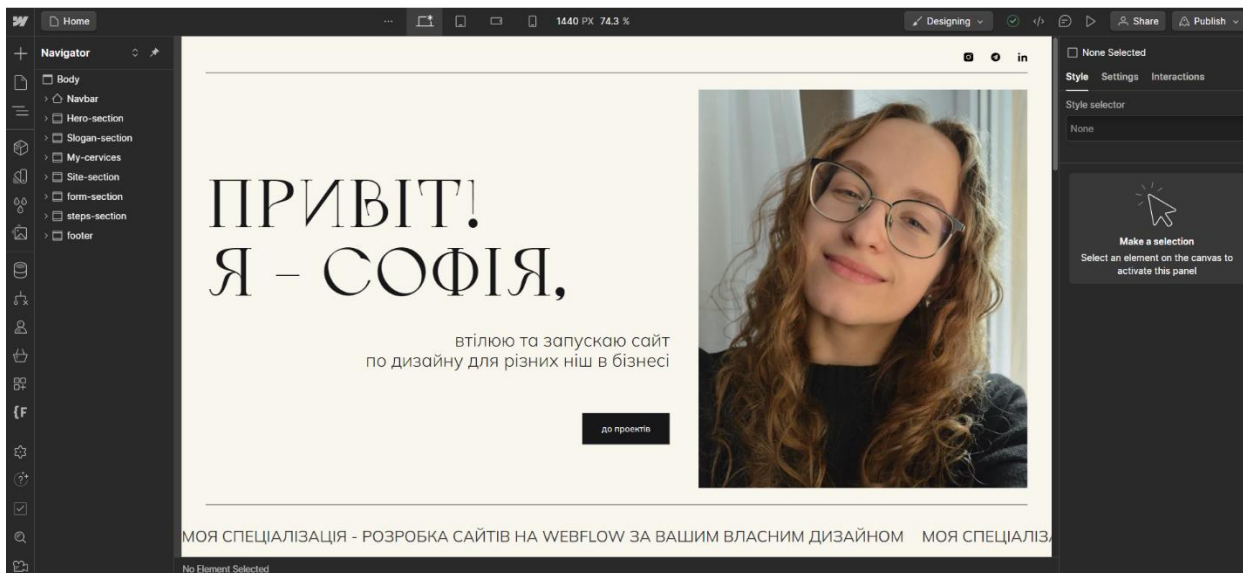 Home
1440 PX 74.3 %
Designing
Share
Publish
Navigator
Body
Navbar
Hero-section
Slogan-section
My-cervices
Site-section
form-section
steps-section
footer
in
ПРИВІТ!
Я – СОФІЯ,
втілюю та запускаю сайт
по дизайну для різних ніш в бізнесі
до проектів
МОЯ СПЕЦІАЛІЗАЦІЯ - РОЗРОБКА САЙТІВ НА WEBFLOW ЗА ВАШИМ ВЛАСНИМ ДИЗАЙНОМ МОЯ СПЕЦІАЛІЗ
No Element Selected
None Selected
Style Settings Interactions
Style selector
None
Make a selection
Select an element on the canvas to
activate this panel